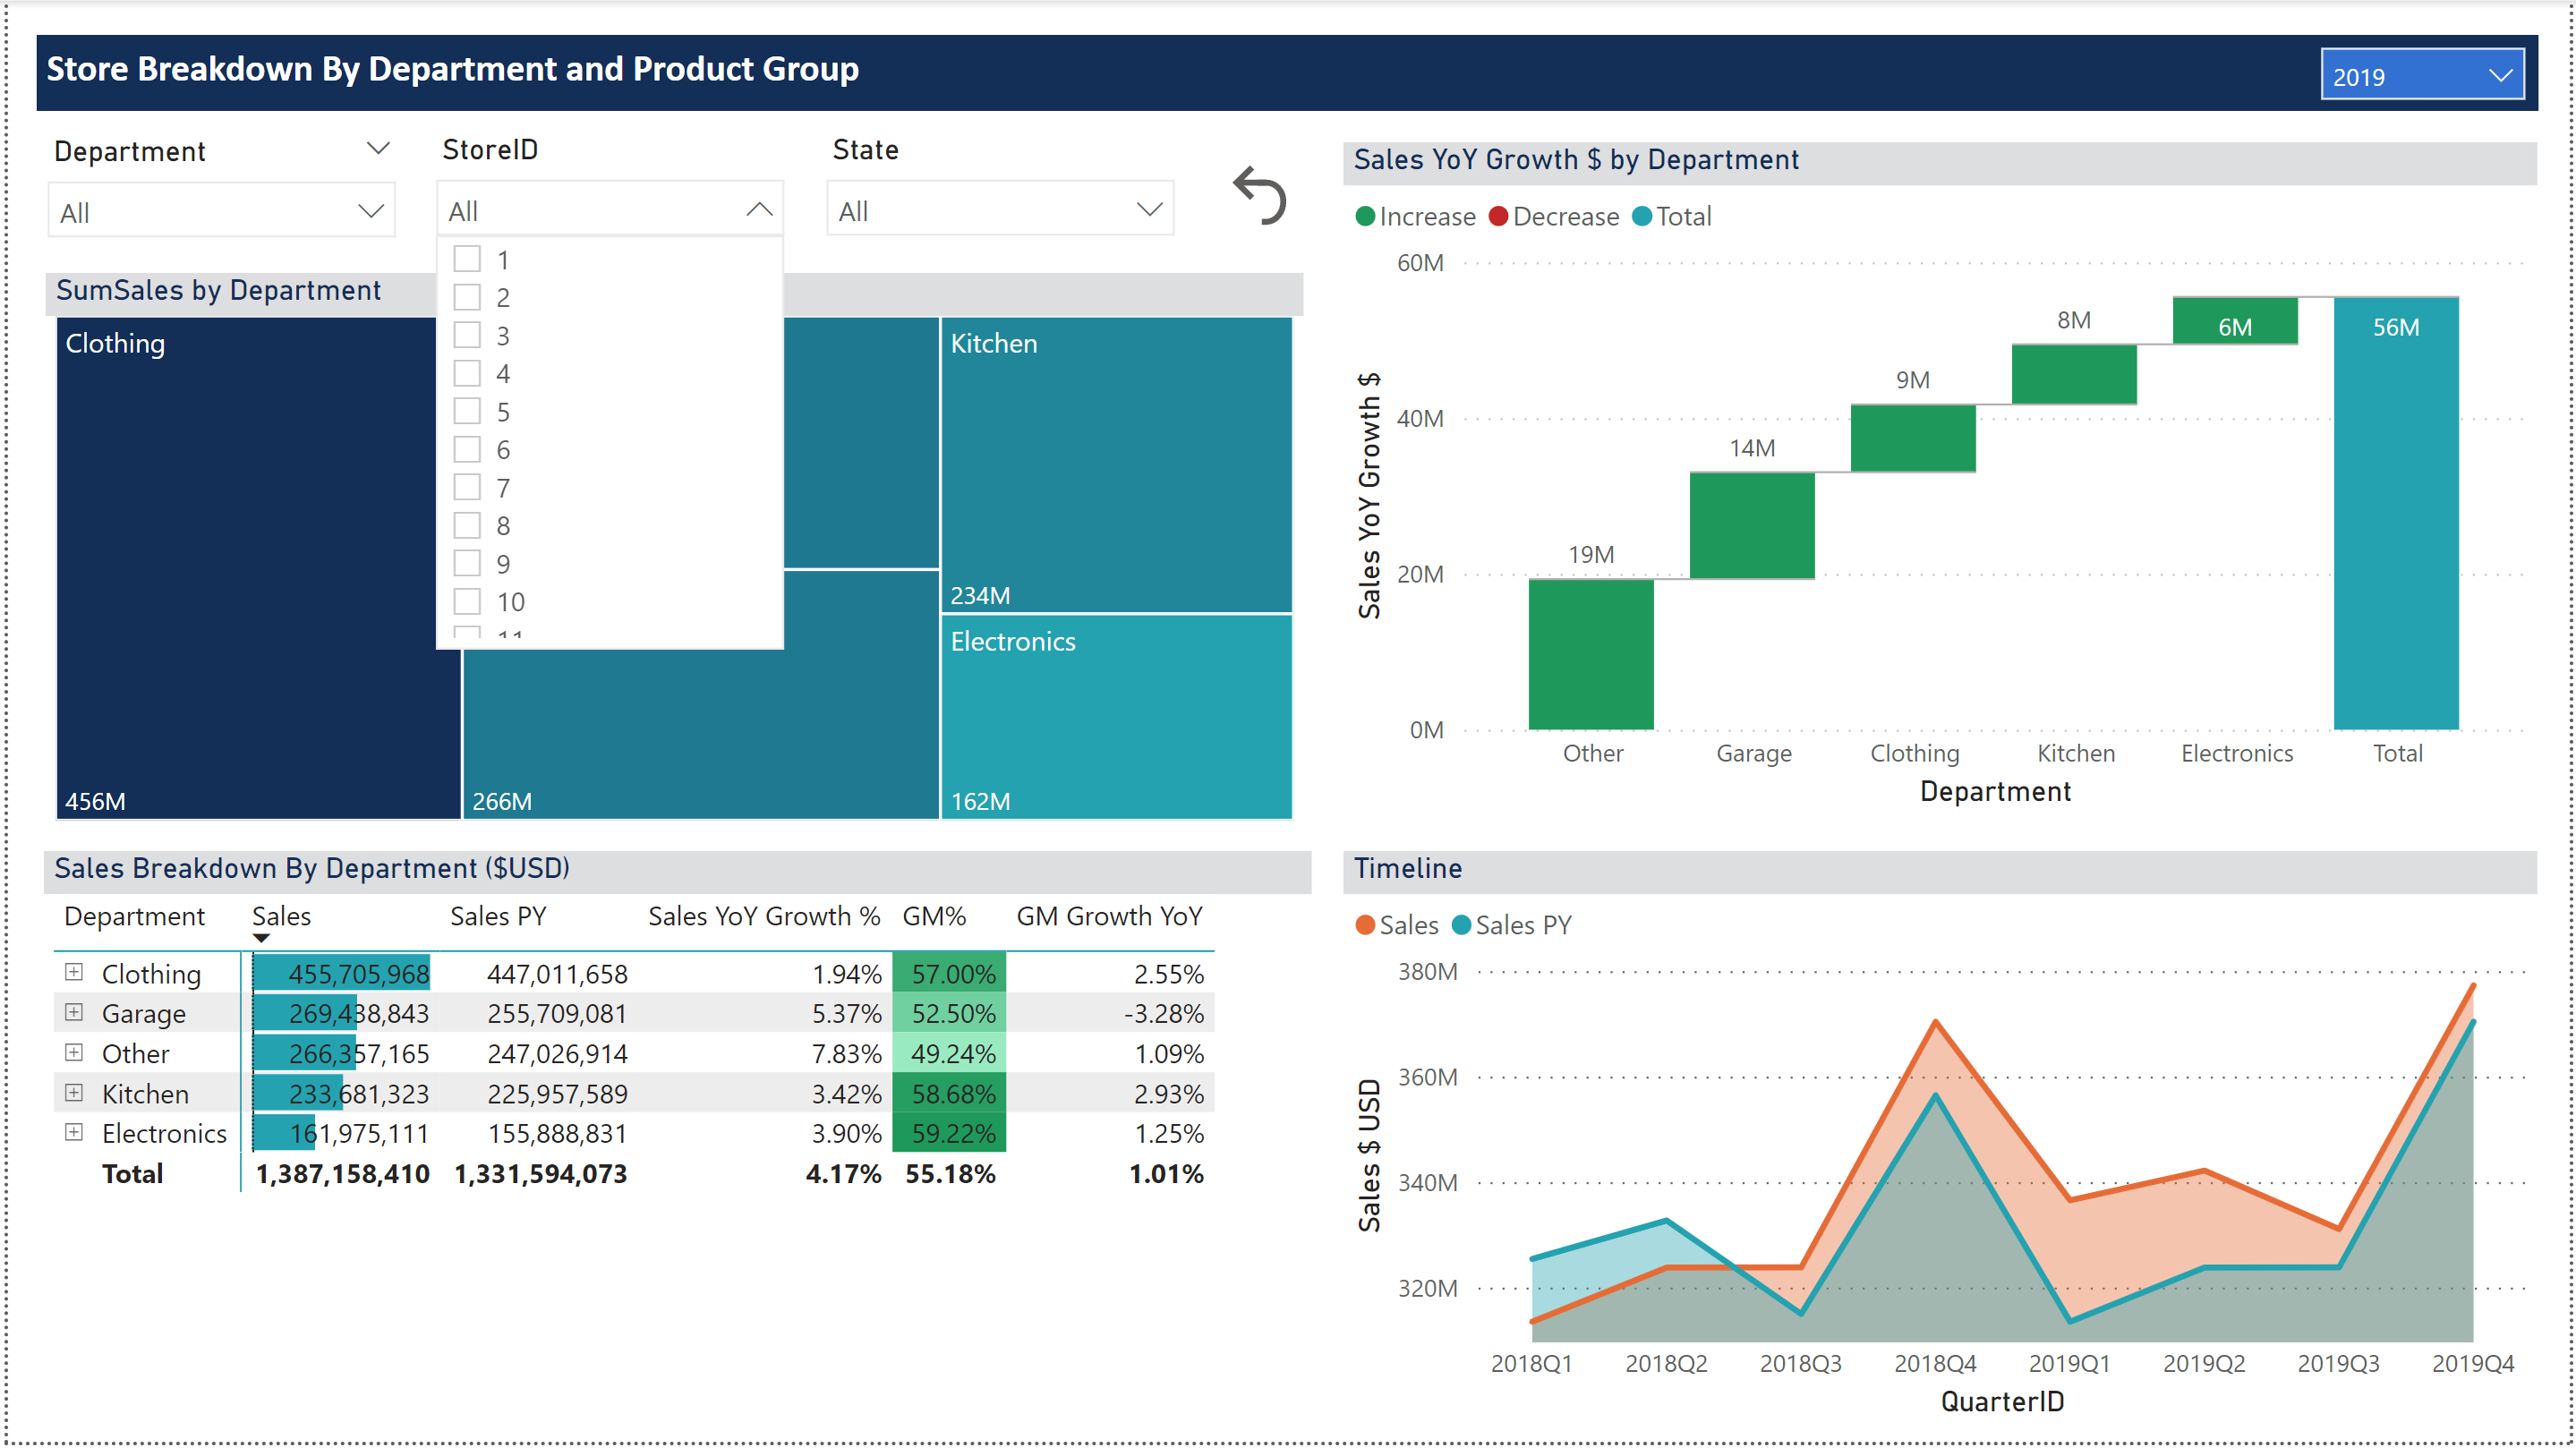 Store Breakdown By Department and Product Group
2019
Department
StoreID
State
All
All
All
1
2
3
4
5
6
7
8
9
10
SumSales by Department
Clothing
Kitchen
234M
Electronics
456M
266M
162M
Sales YoY Growth $ by Department
Increase Decrease Total
Sales YoY Growth $
60M
40M
20M
0M
19M
14M
9M
8M
6M
56M
Other Garage Clothing Kitchen Electronics Total
Department
Sales Breakdown By Department ($USD)
Department Sales Sales PY Sales YoY Growth % GM% GM Growth YoY
Clothing 455,705,968 447,011,658 1.94% 57.00% 2.55%
Garage 269,438,843 255,709,081 5.37% 52.50% -3.28%
Other 266,357,165 247,026,914 7.83% 49.24% 1.09%
Kitchen 233,681,323 225,957,589 3.42% 58.68% 2.93%
Electronics 161,975,111 155,888,831 3.90% 59.22% 1.25%
Total 1,387,158,410 1,331,594,073 4.17% 55.18% 1.01%
Timeline
Sales Sales PY
Sales $ USD
380M
360M
340M
320M
2018Q1 2018Q2 2018Q3 2018Q4 2019Q1 2019Q2 2019Q3 2019Q4
QuarterID